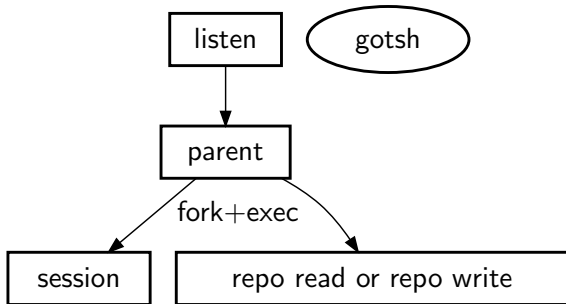 listen
gotsh
parent
fork+exec
session
repo read or repo write